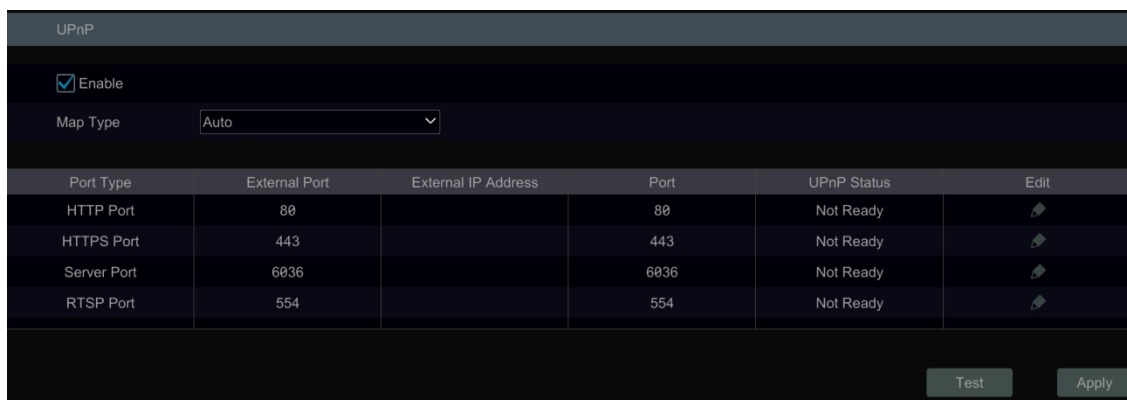 UPnP
Enable
Map Type Auto
Port Type External Port External IP Address Port UPnP Status Edit
HTTP Port 80 80 Not Ready
HTTPS Port 443 443 Not Ready
Server Port 6036 6036 Not Ready
RTSP Port 554 554 Not Ready
Test Apply